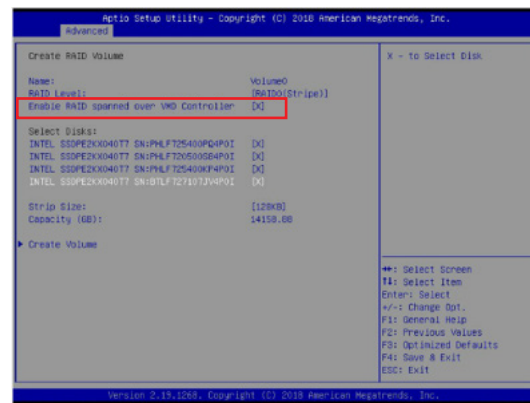 Aptio Setup Utility - Copyright (C) 2018 American Megatrends, Inc.
Advanced
Create RAID Volume
X - to Select Disk
Name: Volume0
RAID Level: [RAID0(Stripe)]
Enable RAID spanned over VMD Controller [X]
Select Disks:
INTEL SSDPE2KX040T7 SN:PHLF725400PQ4P0I [X]
INTEL SSDPE2KX040T7 SN:PHLF720500S84P0I [X]
INTEL SSDPE2KX040T7 SN:PHLF725400KP4P0I [X]
INTEL SSDPE2KX040T7 SN:BTLF727107JV4P0I [X]
Strip Size: [128KB]
Capacity (GB): 14158.88
Create Volume
: Select Screen
: Select Item
Enter: Select
+/-: Change Opt.
F1: General Help
F2: Previous Values
F3: Optimized Defaults
F4: Save & Exit
ESC: Exit
Version 2.19.1268. Copyright (C) 2018 American Megatrends, Inc.